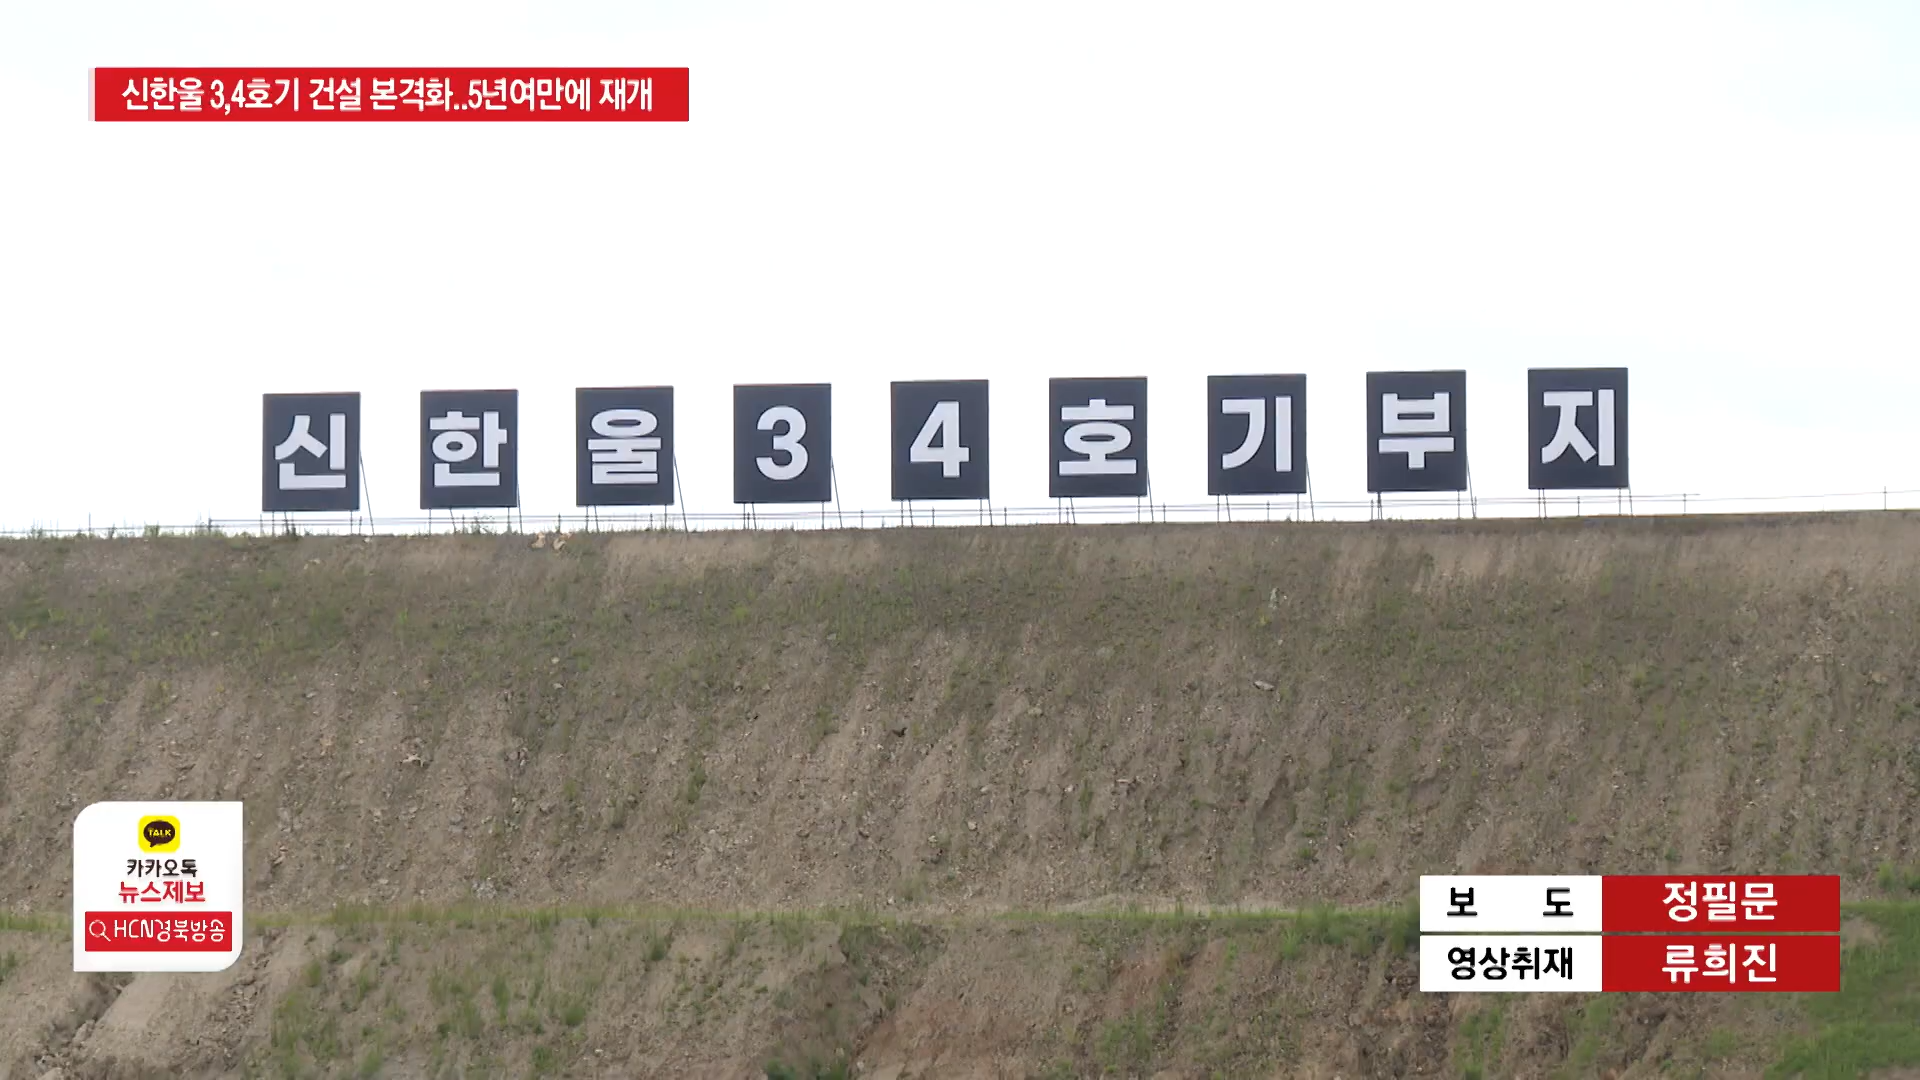 신한울 3,4호기 건설 본격화..5년여만에 재개
신한울34호기부지
TALK
카카오톡
뉴스제보
HCN경북방송
보 도 정필문
영상취재 류희진